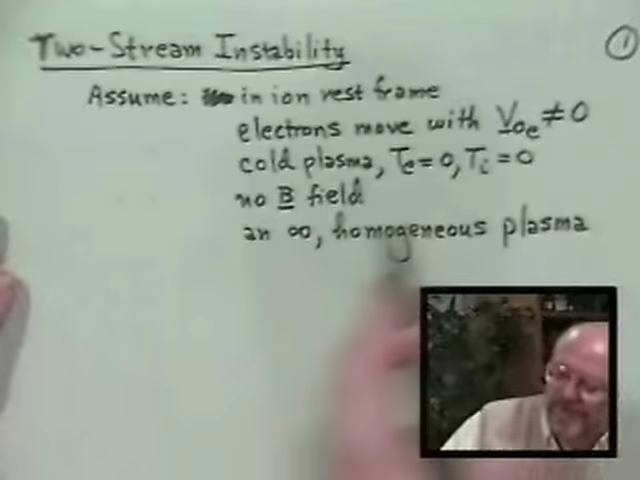 Two-Stream Instability
1
Assume: in ion rest frame
electrons move with V₀ₑ ≠ 0
cold plasma, Tₑ = 0, Tᵢ = 0
no B field
an ∞, homogeneous plasma